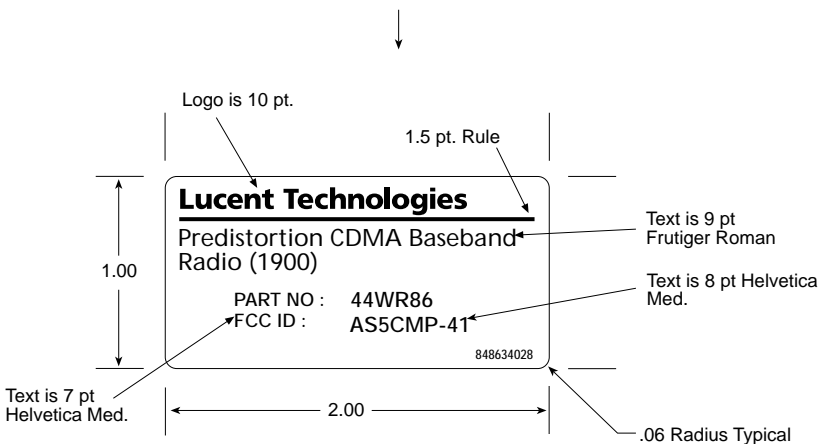 Logo is 10 pt.
1.5 pt. Rule
Lucent Technologies
Predistortion CDMA Baseband
Radio (1900)
Text is 9 pt
Frutiger Roman
1.00
PART NO : 44WR86
FCC ID : AS5CMP-41
Text is 8 pt Helvetica
Med.
848634028
Text is 7 pt
Helvetica Med.
2.00
.06 Radius Typical